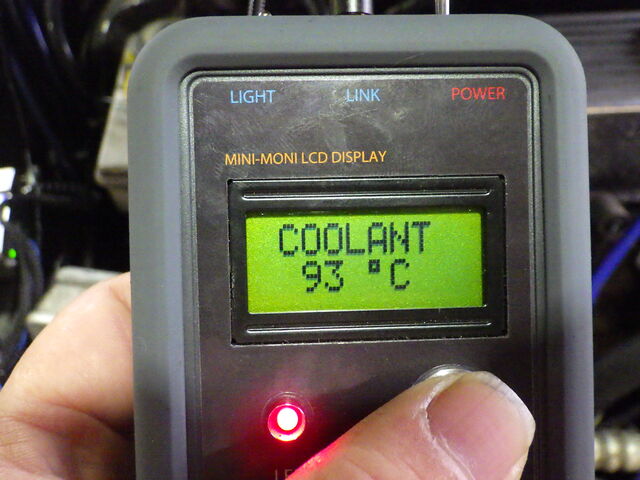 LIGHT LINK POWER
MINI-MONI LCD DISPLAY
COOLANT
93 °C